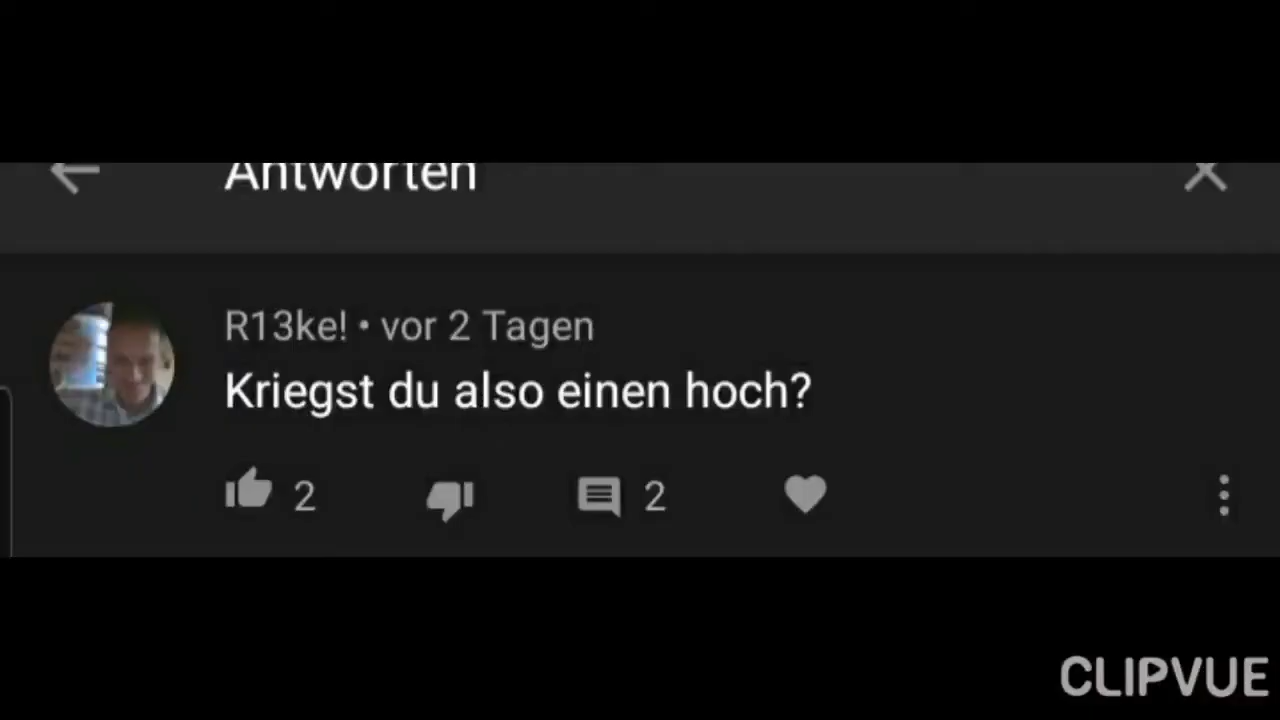 Antworten
R13ke! • vor 2 Tagen
Kriegst du also einen hoch?
2 2
CLIPVUE